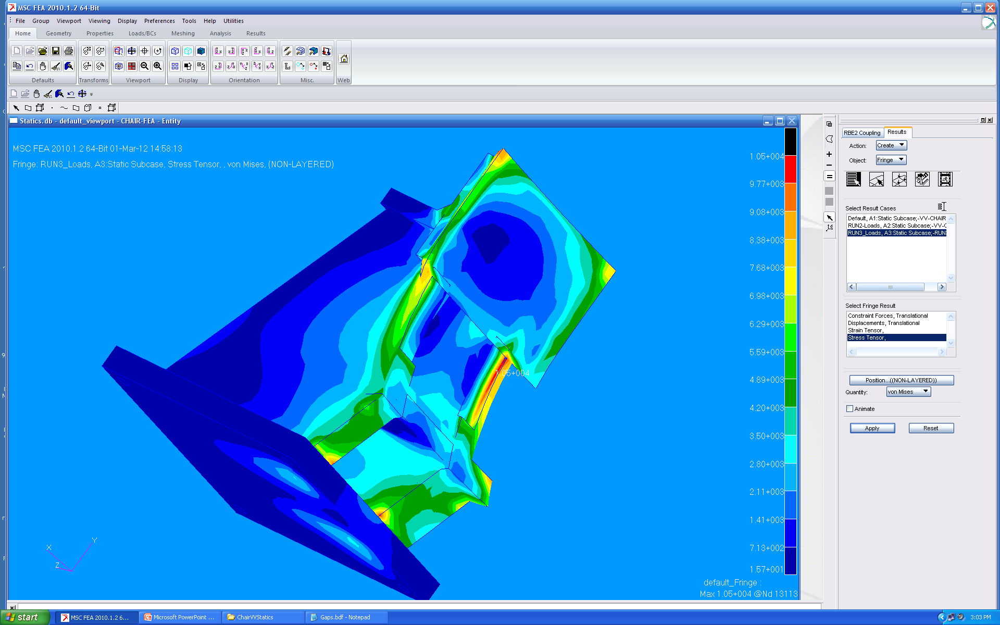 MSC FEA 2010.1.2 64-Bit
File Group Viewport Viewing Display Preferences Tools Help Utilities
Home Geometry Properties Loads/BCs Meshing Analysis Results
Defaults Transforms Viewport Display Orientation Misc. Web
Statics.db - default_viewport - CHAIR-FEA - Entity
MSC FEA 2010.1.2 64-Bit 01-Mar-12 14:58:13
Fringe: RUN3_Loads, A3:Static Subcase, Stress Tensor, , von Mises, (NON-LAYERED)
1.05+004
9.77+003
9.08+003
8.38+003
7.68+003
6.98+003
6.29+003
5.59+003
4.89+003
4.20+003
3.50+003
2.80+003
2.11+003
1.41+003
7.13+002
1.57+001
1.05+004
X
Y
Z
default_Fringe :
Max 1.05+004 @Nd 13113
RBE2 Coupling Results
Action: Create
Object: Fringe
Select Result Cases
Default, A1:Static Subcase;-VV-CHAIR
RUN2-Loads, A2:Static Subcase;-VV-C
RUN3_Loads, A3:Static Subcase;-RUN
Select Fringe Result
Constraint Forces, Translational
Displacements, Translational
Strain Tensor,
Stress Tensor,
Position...((NON-LAYERED))
Quantity: von Mises
Animate
Apply Reset
start MSC FEA 2010.1.2 6... Microsoft PowerPoint ... ChairVVStatics Gaps.bdf - Notepad 3:03 PM